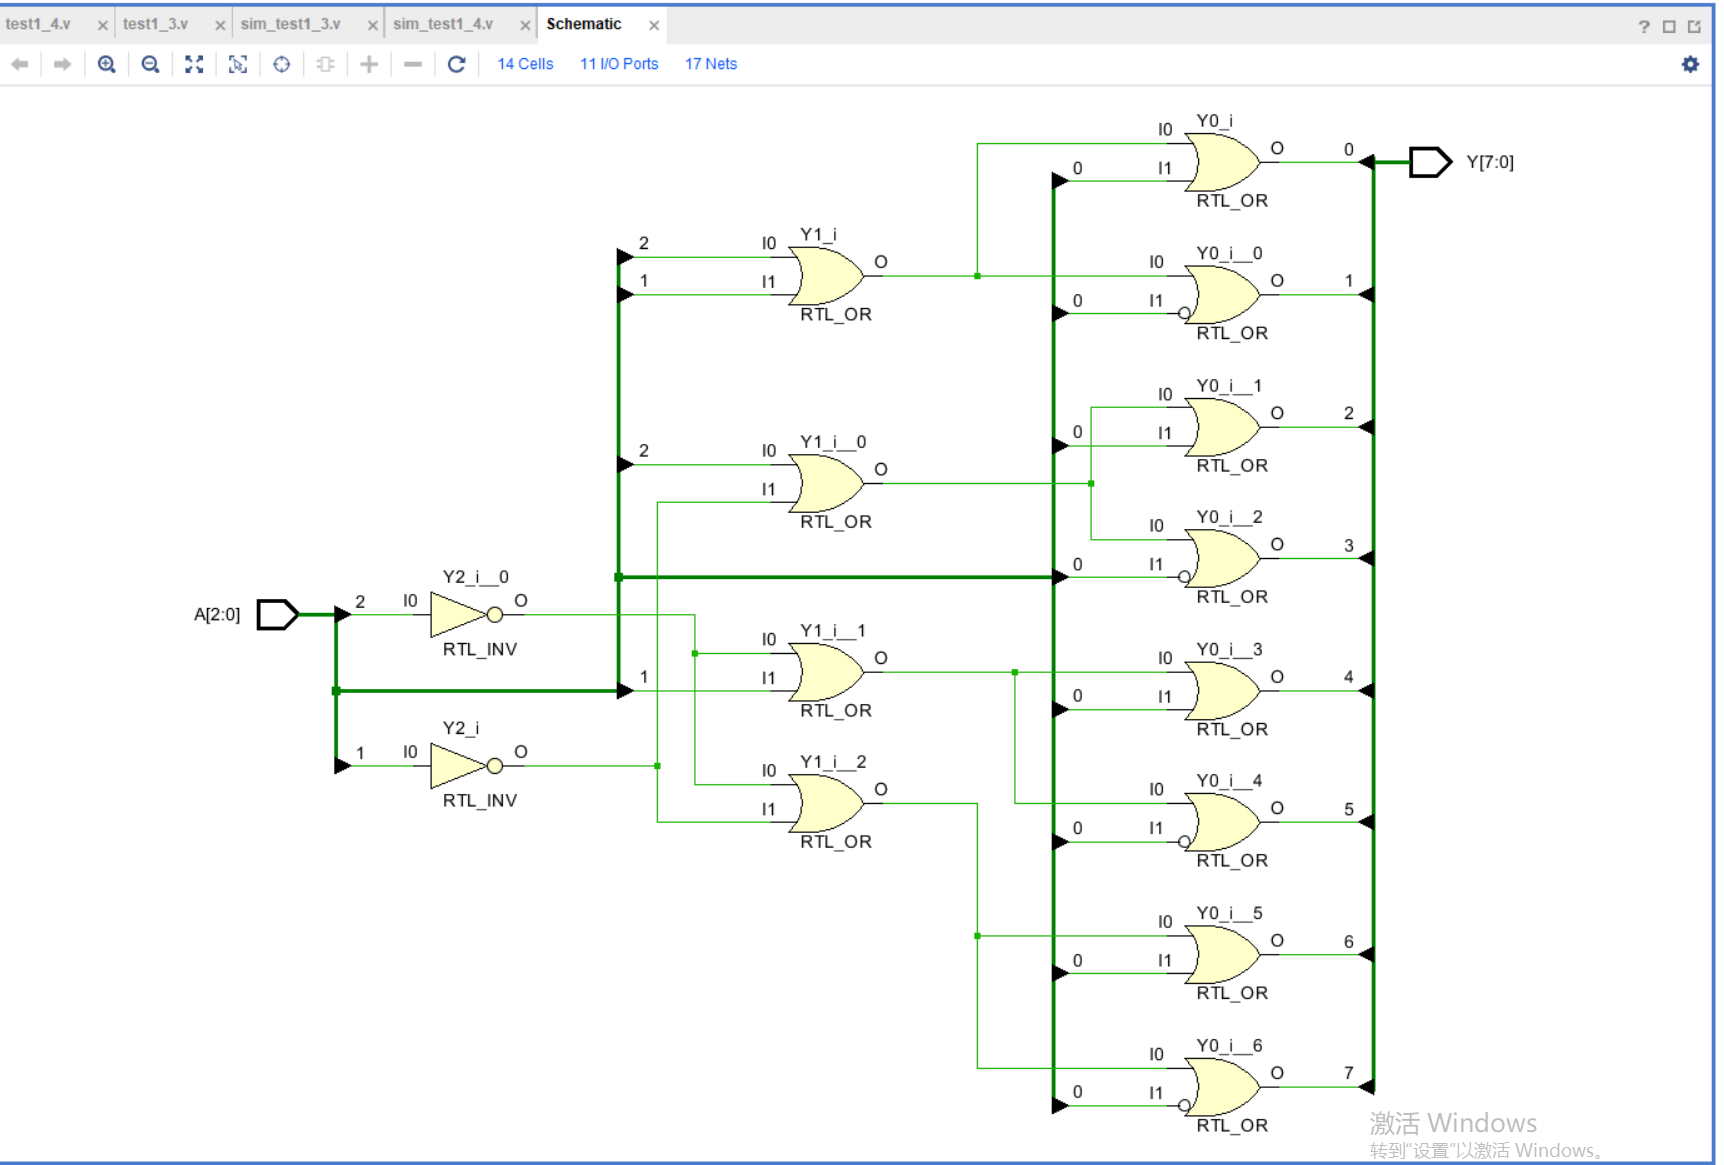 test1_4.v × test1_3.v × sim_test1_3.v × sim_test1_4.v × Schematic × ?
14 Cells 11 I/O Ports 17 Nets
Y0_i
I0 O 0 Y[7:0]
0 I1
RTL_OR
Y1_i
2 I0 O
1 I1
RTL_OR
Y0_i__0
I0 O 1
0 I1
RTL_OR
Y0_i__1
I0 O 2
0 I1
RTL_OR
Y1_i__0
2 I0 O
I1
RTL_OR
Y0_i__2
I0 O 3
0 I1
RTL_OR
Y2_i__0
A[2:0] 2 I0 O
RTL_INV
Y1_i__1
I0 O
1 I1
RTL_OR
Y0_i__3
I0 O 4
0 I1
RTL_OR
Y2_i
1 I0 O
RTL_INV
Y1_i__2
I0 O
I1
RTL_OR
Y0_i__4
I0 O 5
0 I1
RTL_OR
Y0_i__5
I0 O 6
0 I1
RTL_OR
Y0_i__6
I0 O 7
0 I1
RTL_OR
激活 Windows
转到"设置"以激活 Windows。